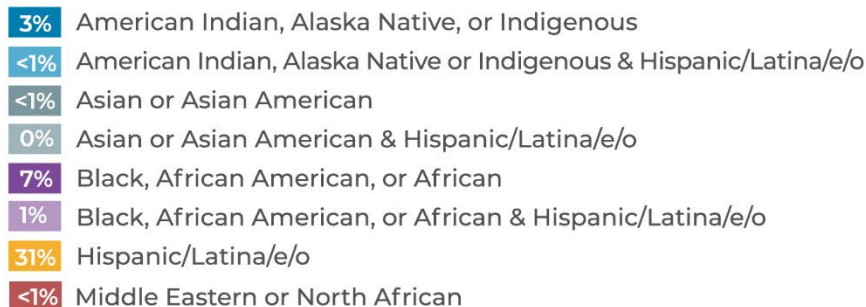 3% American Indian, Alaska Native, or Indigenous
<1% American Indian, Alaska Native or Indigenous & Hispanic/Latina/e/o
<1% Asian or Asian American
0% Asian or Asian American & Hispanic/Latina/e/o
7% Black, African American, or African
1% Black, African American, or African & Hispanic/Latina/e/o
31% Hispanic/Latina/e/o
<1% Middle Eastern or North African